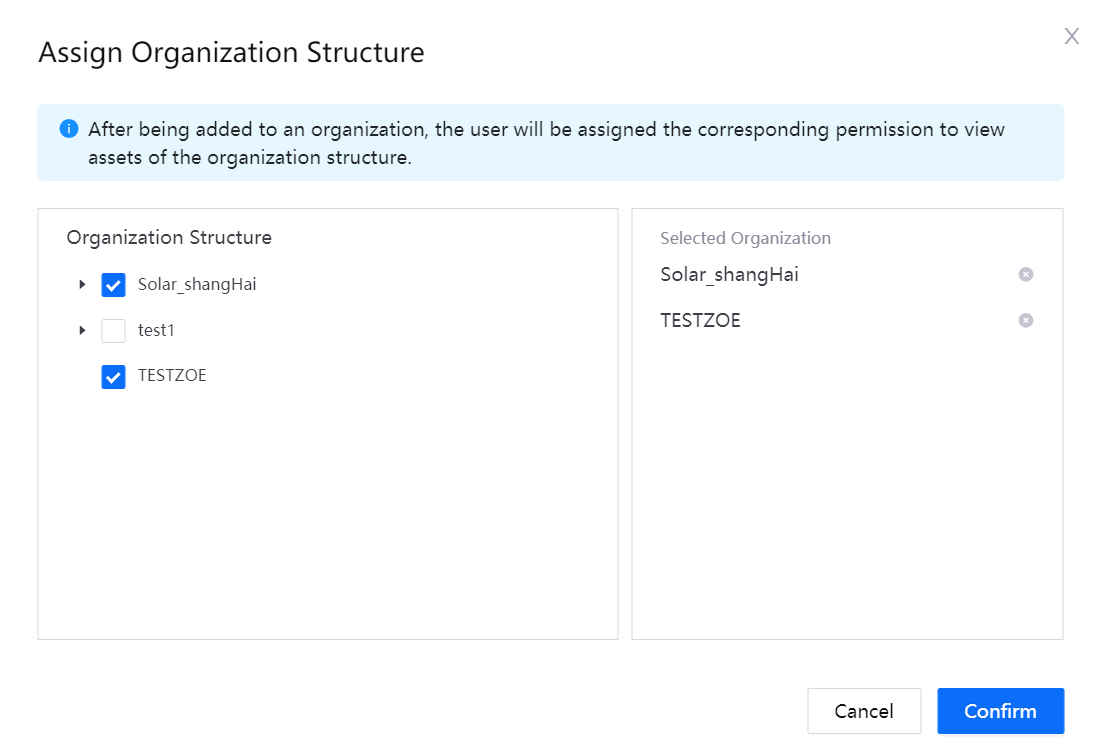 Assign Organization Structure
X
After being added to an organization, the user will be assigned the corresponding permission to view
assets of the organization structure.
Organization Structure
Solar_shangHai
test1
TESTZOE
Selected Organization
Solar_shangHai
TESTZOE
Cancel
Confirm